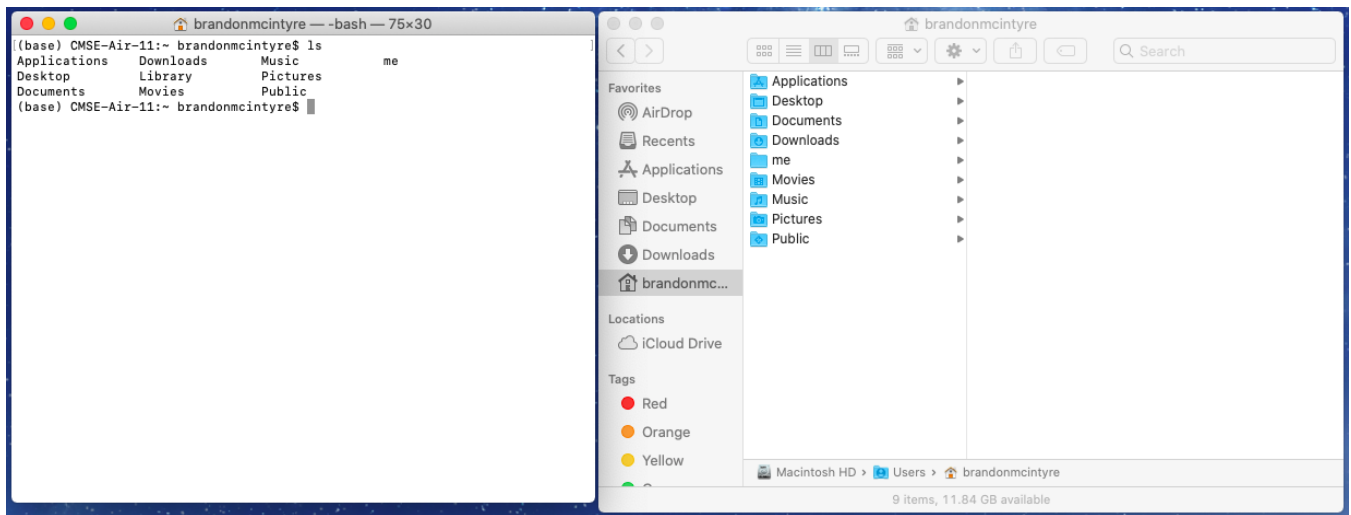 brandonmcintyre — -bash — 75×30
[(base) CMSE-Air-11:~ brandonmcintyre$ ls ]
Applications Downloads Music me
Desktop Library Pictures
Documents Movies Public
(base) CMSE-Air-11:~ brandonmcintyre$
brandonmcintyre
Search
Favorites
AirDrop
Recents
Applications
Desktop
Documents
Downloads
brandonmc...
Locations
iCloud Drive
Tags
Red
Orange
Yellow
Applications
Desktop
Documents
Downloads
me
Movies
Music
Pictures
Public
Macintosh HD › Users › brandonmcintyre
9 items, 11.84 GB available